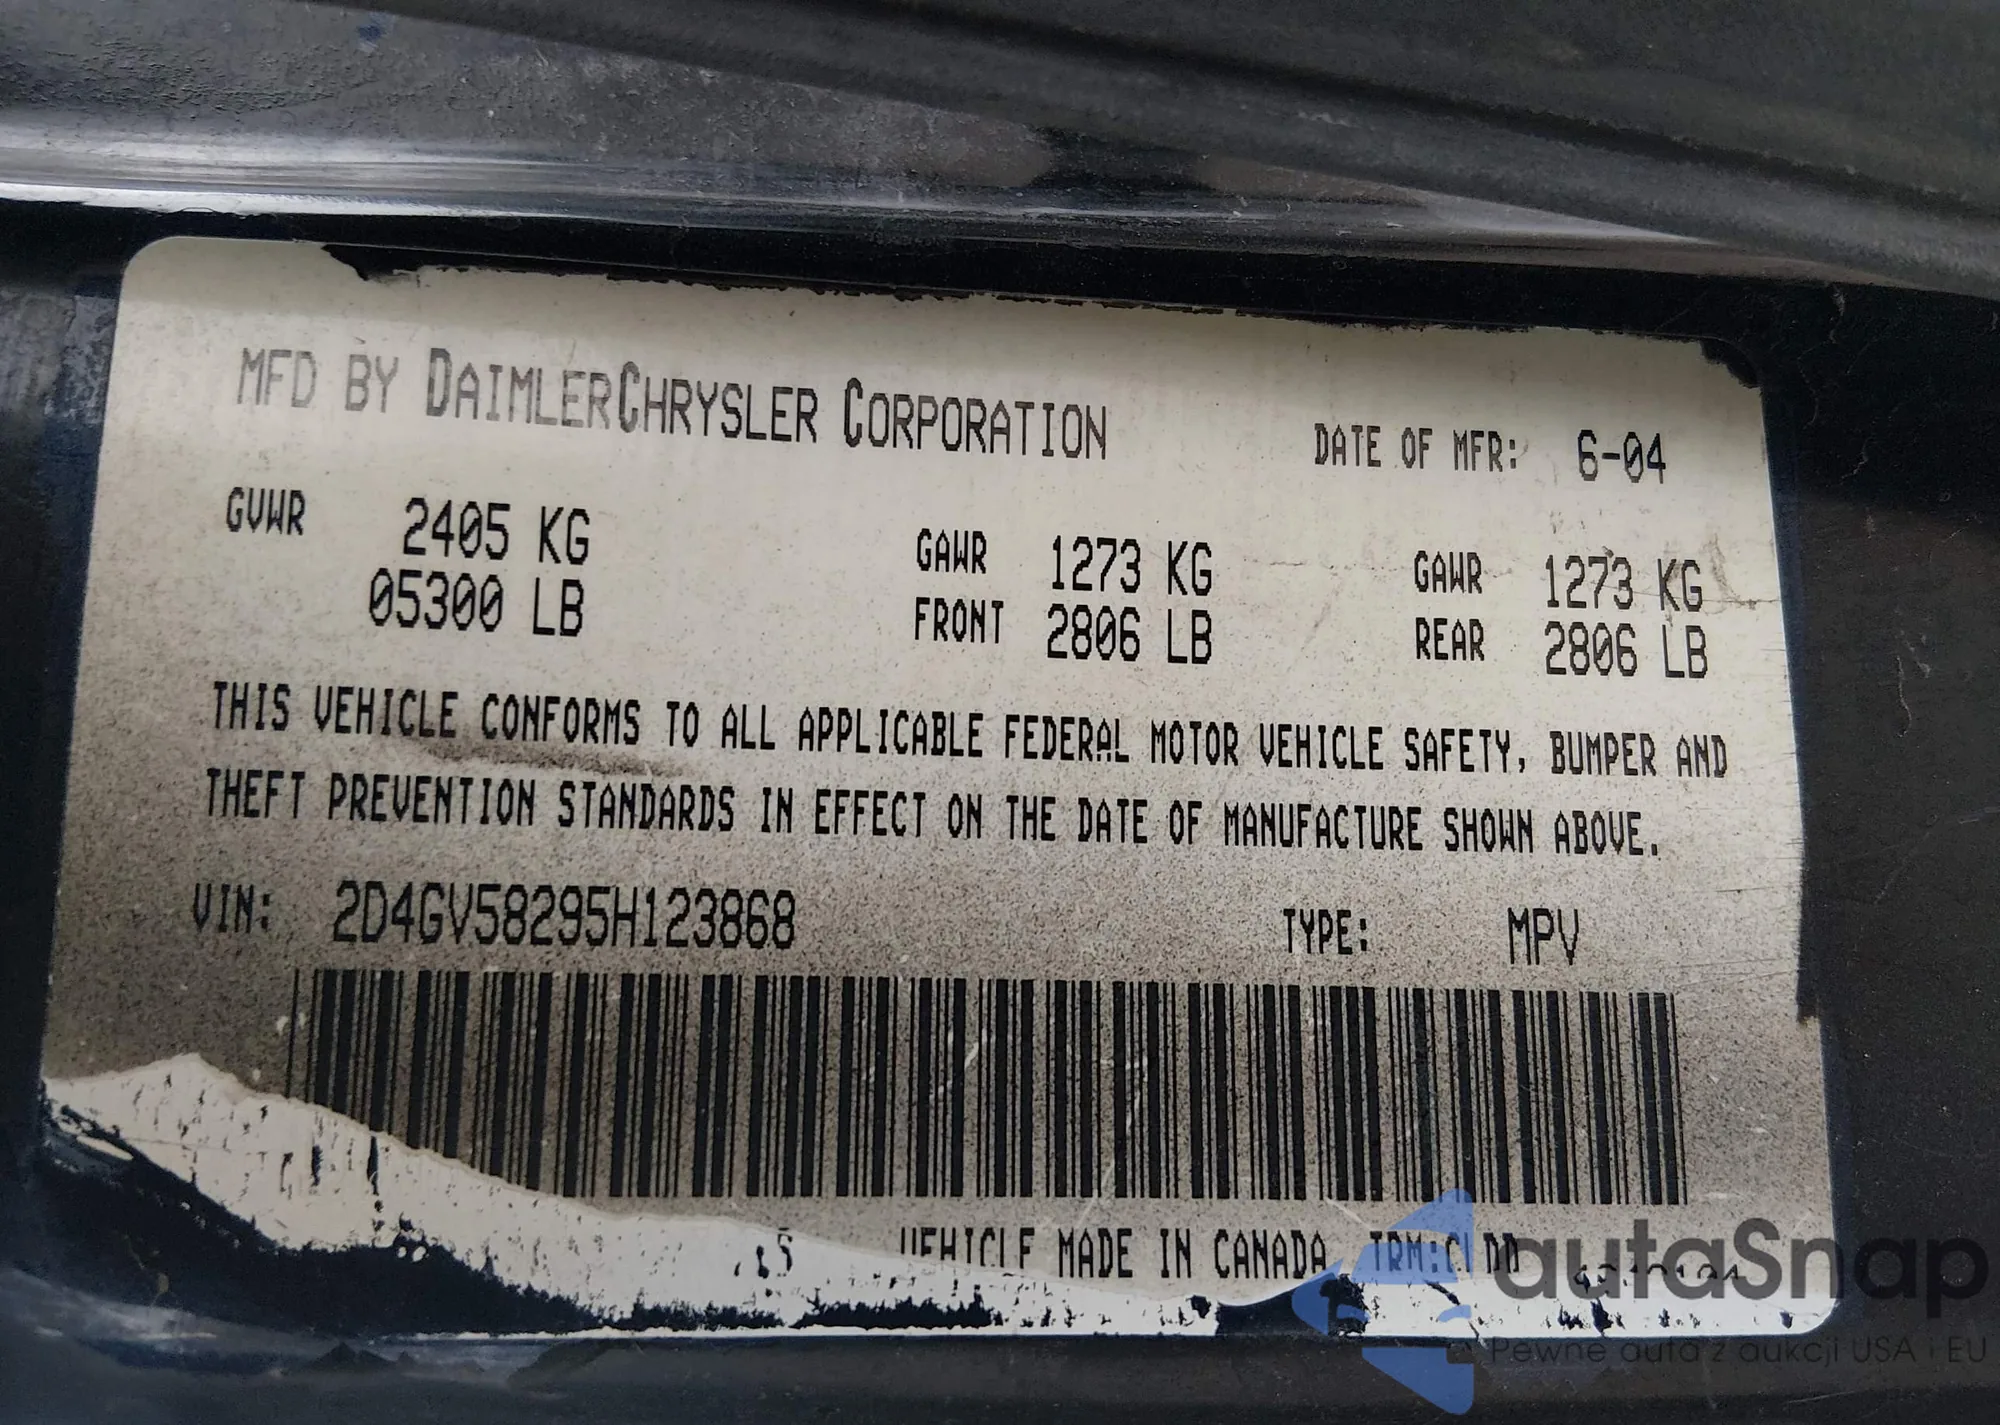 MFD BY DAIMLERCHRYSLER CORPORATION DATE OF MFR: 6-04
GVWR 2405 KG GAWR 1273 KG GAWR 1273 KG
05300 LB FRONT 2806 LB REAR 2806 LB
THIS VEHICLE CONFORMS TO ALL APPLICABLE FEDERAL MOTOR VEHICLE SAFETY, BUMPER AND
THEFT PREVENTION STANDARDS IN EFFECT ON THE DATE OF MANUFACTURE SHOWN ABOVE.
VIN: 2D4GV58295H123868 TYPE: MPV
VEHICLE MADE IN CANADA
autaSnap
Pewne auta z aukcji USA i EU